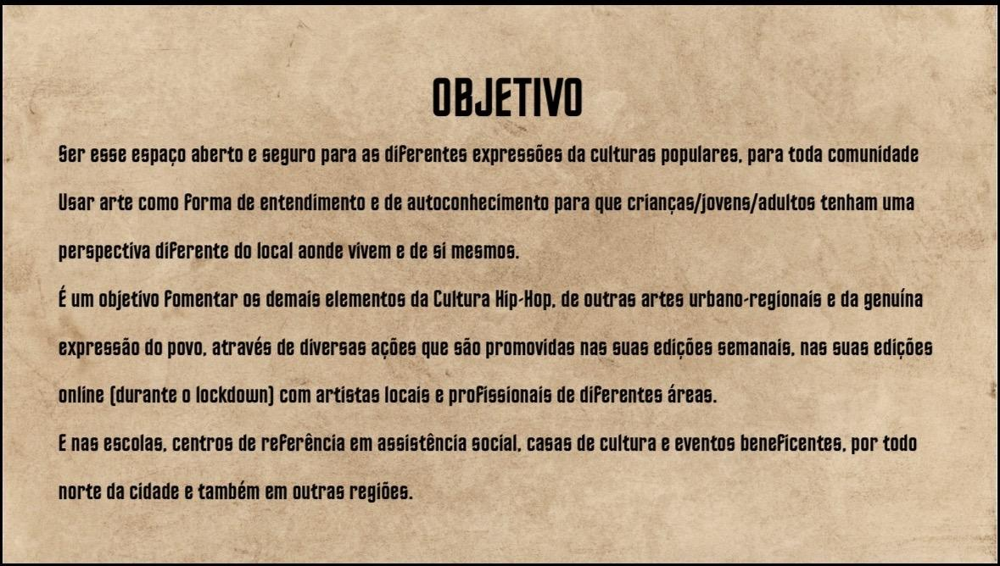 OBJETIVO
Ser esse espaço aberto e seguro para as diferentes expressões da culturas populares, para toda comunidade
Usar arte como forma de entendimento e de autoconhecimento para que crianças/jovens/adultos tenham uma
perspectiva diferente do local aonde vivem e de si mesmos.
É um objetivo fomentar os demais elementos da Cultura Hip-Hop, de outras artes urbano-regionais e da genuína
expressão do povo, através de diversas ações que são promovidas nas suas edições semanais, nas suas edições
online (durante o lockdown) com artistas locais e profissionais de diferentes áreas.
E nas escolas, centros de referência em assistência social, casas de cultura e eventos beneficentes, por todo
norte da cidade e também em outras regiões.